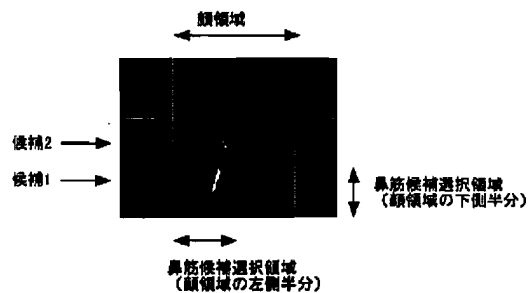 顔領域
候補2
候補1
鼻筋候補選択領域
（顔領域の下側半分）
鼻筋候補選択領域
（顔領域の左側半分）